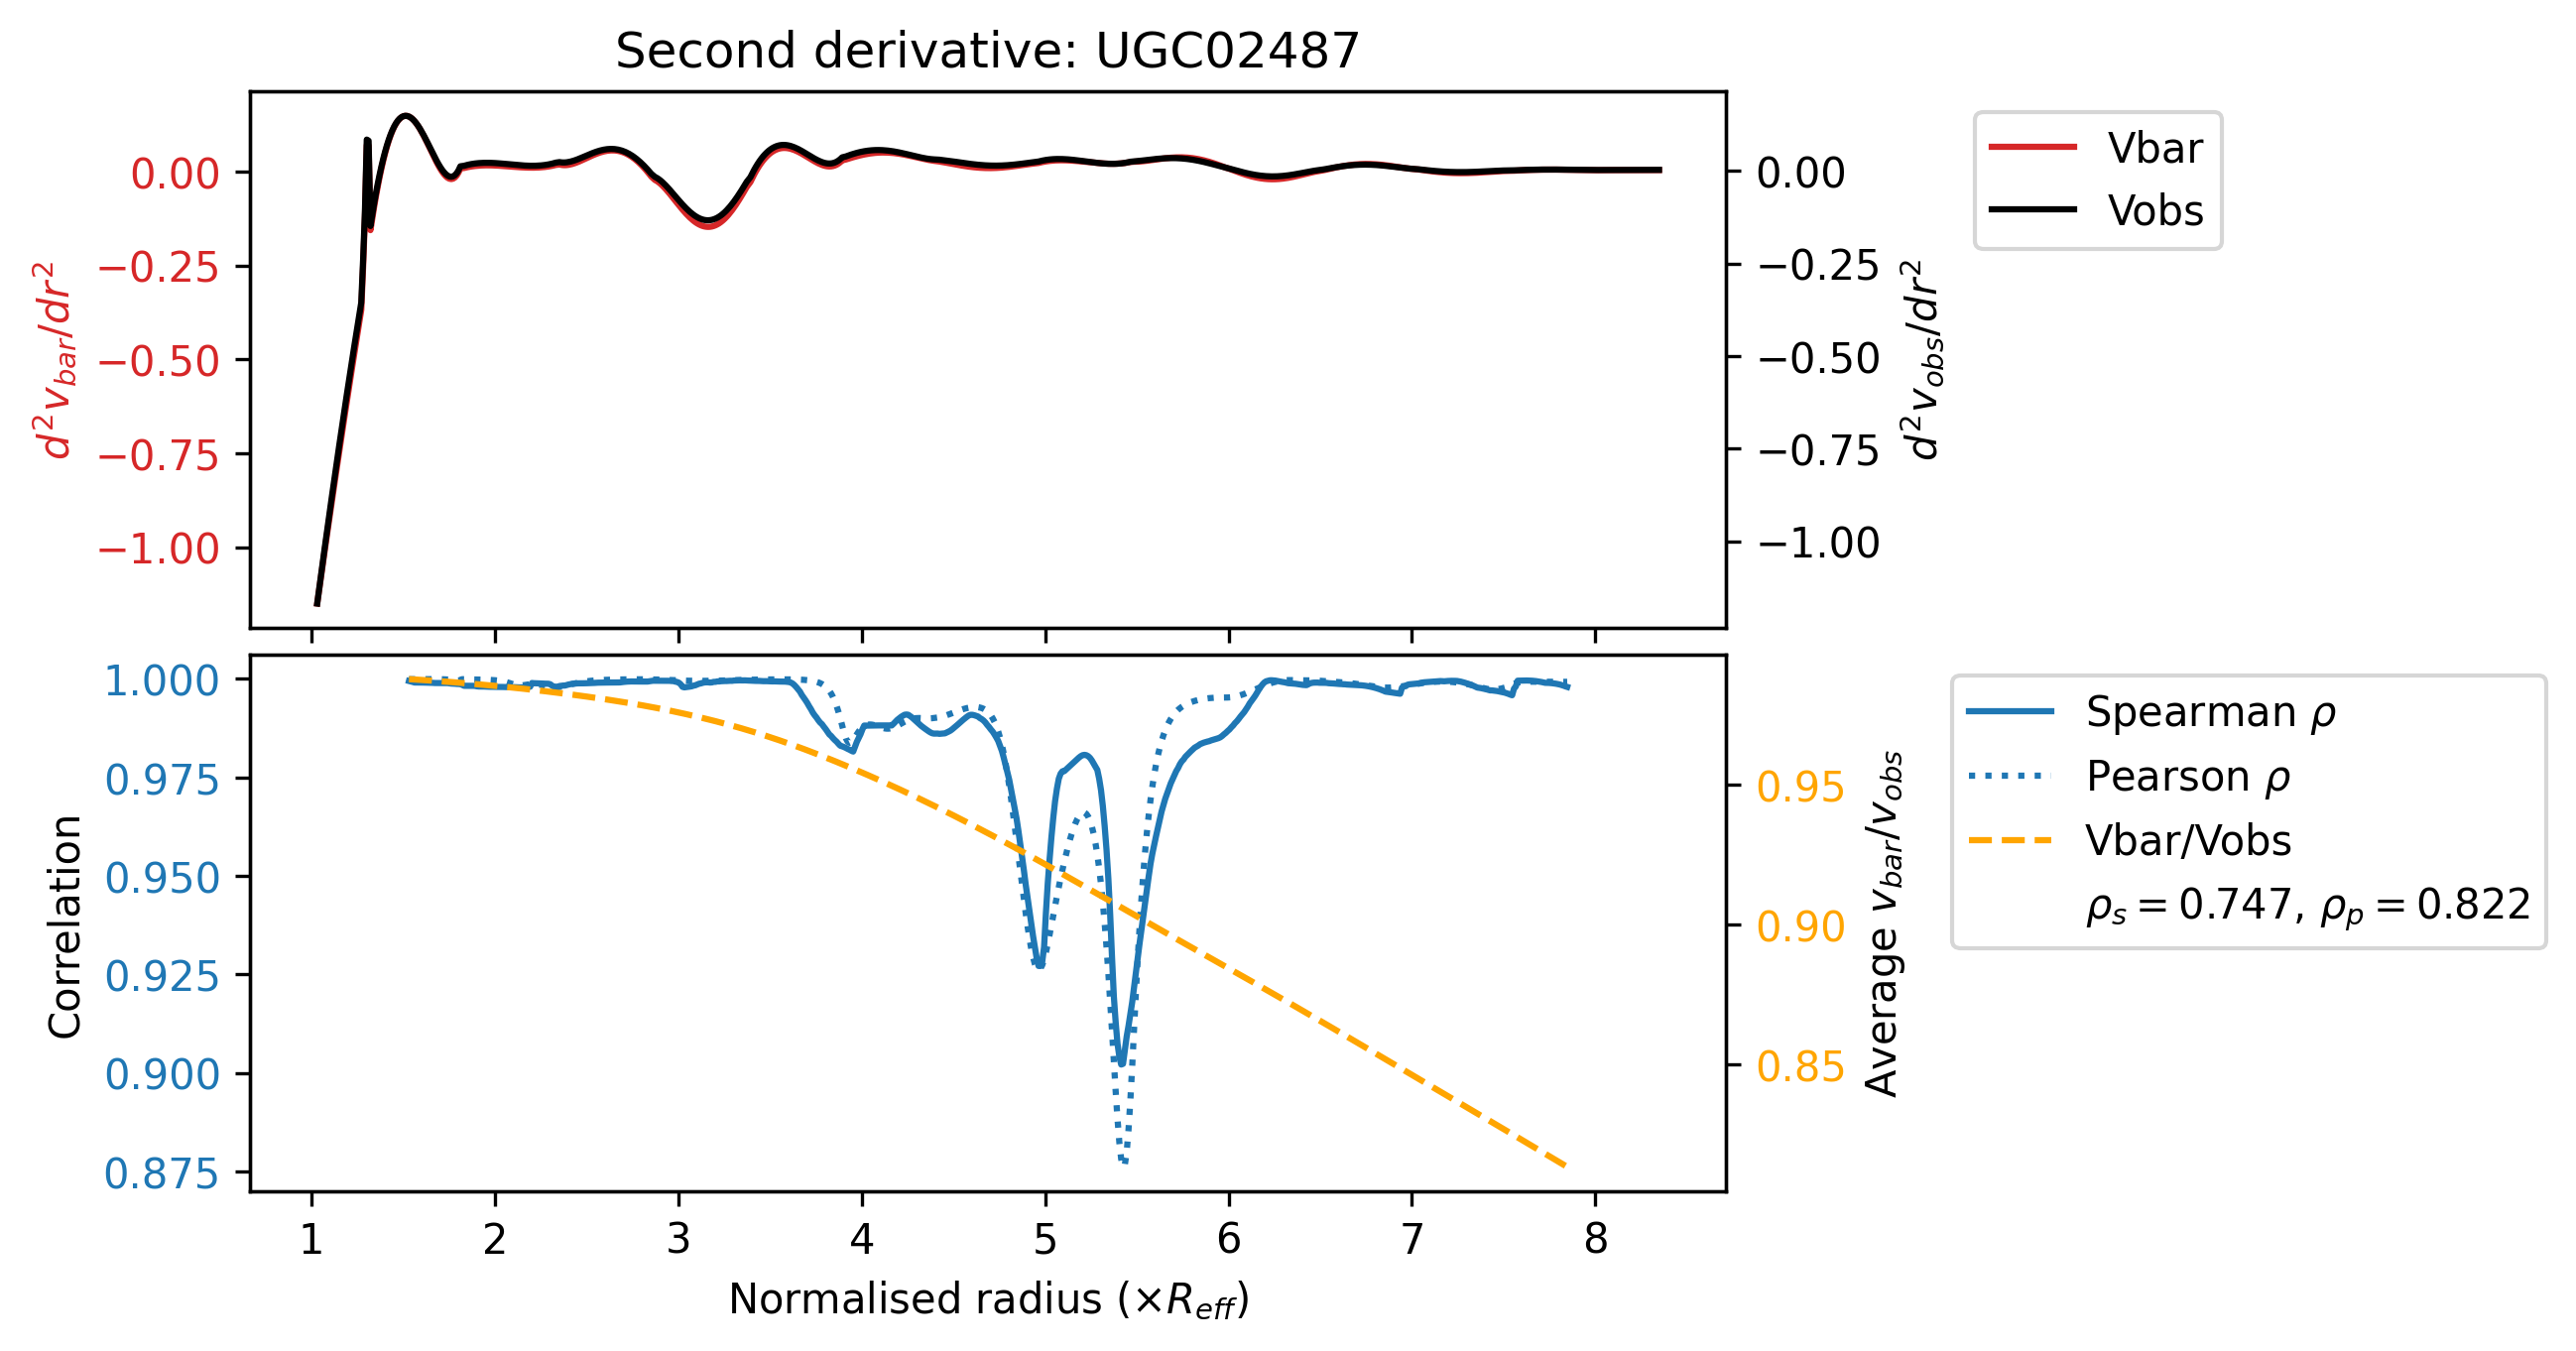 Second derivative: UGC02487
0.00
−0.25
−0.50
−0.75
−1.00
d²v_bar/dr²
0.00
−0.25
−0.50
−0.75
−1.00
d²v_obs/dr²
Vbar
Vobs
1.000
0.975
0.950
0.925
0.900
0.875
Correlation
0.95
0.90
0.85
Average v_bar/v_obs
Spearman ρ
Pearson ρ
Vbar/Vobs
ρ_s = 0.747, ρ_p = 0.822
1 2 3 4 5 6 7 8
Normalised radius (×R_eff)